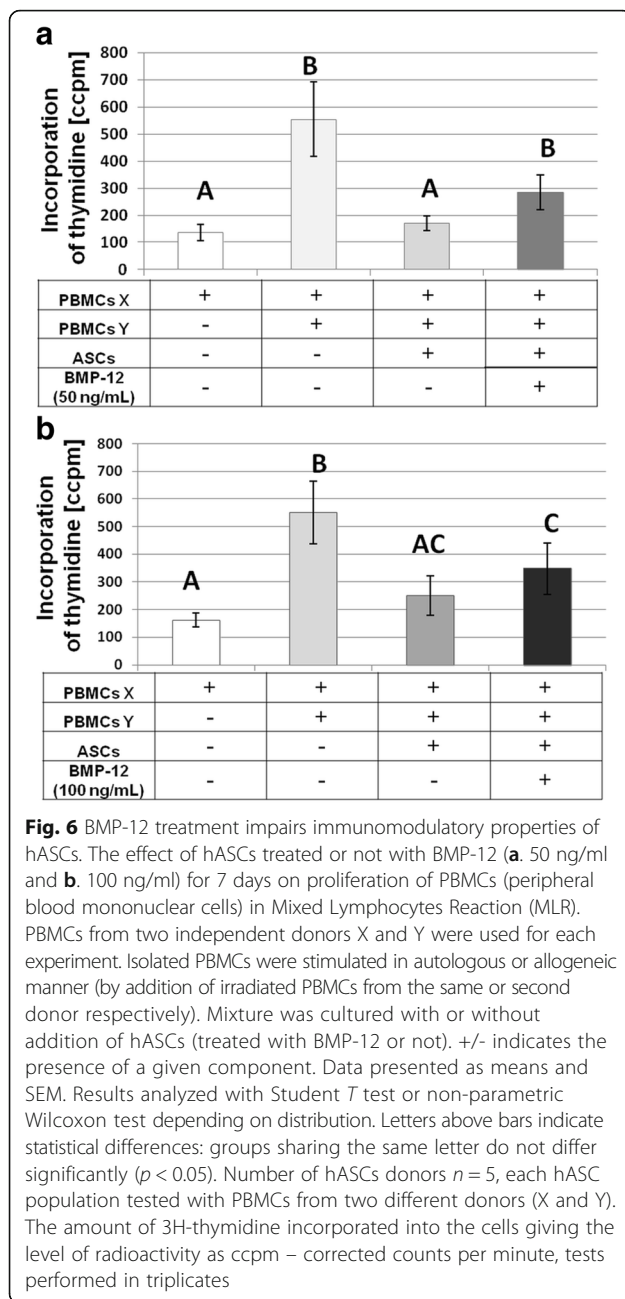 a
800
700
600
500
400
300
200
100
0
Incorporation
of thymidine [ccpm]
A
B
A
B
PBMCs X + + + +
PBMCs Y - + + +
ASCs - - + +
BMP-12
(50 ng/mL) - - - +
b
800
700
600
500
400
300
200
100
0
Incorporation
of thymidine [ccpm]
A
B
AC
C
PBMCs X + + + +
PBMCs Y - + + +
ASCs - - + +
BMP-12
(100 ng/mL) - - - +
Fig. 6 BMP-12 treatment impairs immunomodulatory properties of
hASCs. The effect of hASCs treated or not with BMP-12 (a. 50 ng/ml
and b. 100 ng/ml) for 7 days on proliferation of PBMCs (peripheral
blood mononuclear cells) in Mixed Lymphocytes Reaction (MLR).
PBMCs from two independent donors X and Y were used for each
experiment. Isolated PBMCs were stimulated in autologous or allogeneic
manner (by addition of irradiated PBMCs from the same or second
donor respectively). Mixture was cultured with or without
addition of hASCs (treated with BMP-12 or not). +/- indicates the
presence of a given component. Data presented as means and
SEM. Results analyzed with Student T test or non-parametric
Wilcoxon test depending on distribution. Letters above bars indicate
statistical differences: groups sharing the same letter do not differ
significantly (p < 0.05). Number of hASCs donors n = 5, each hASC
population tested with PBMCs from two different donors (X and Y).
The amount of 3H-thymidine incorporated into the cells giving the
level of radioactivity as ccpm – corrected counts per minute, tests
performed in triplicates